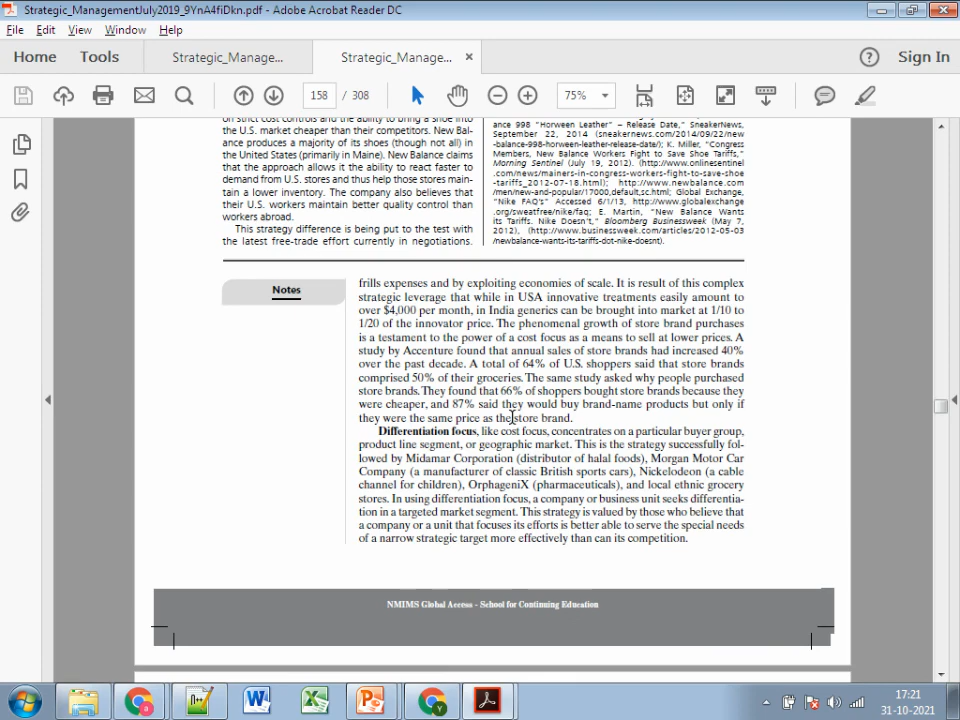 Strategic_ManagementJuly2019_9YnA4fiDkn.pdf - Adobe Acrobat Reader DC
File Edit View Window Help
Home Tools Strategic_Manage... Strategic_Manage... × ? Sign In
158 / 308 75%
on strict cost controls and the ability to bring a shoe into
the U.S. market cheaper than their competitors. New Bal-
ance produces a majority of its shoes (though not all) in
the United States (primarily in Maine). New Balance claims
that the approach allows it the ability to react faster to
demand from U.S. stores and thus help those stores main-
tain a lower inventory. The company also believes that
their U.S. workers maintain better quality control than
workers abroad.
This strategy difference is being put to the test with
the latest free-trade effort currently in negotiations.
ance 998 "Horween Leather" – Release Date," SneakerNews,
September 22, 2014 (sneakernews.com/2014/09/22/new
-balance-998-horween-leather-release-date/); K. Miller, "Congress
Members, New Balance Workers Fight to Save Shoe Tariffs,"
Morning Sentinel (July 19, 2012). (http://www.onlinesentinel
.com/news/mainers-in-congress-workers-fight-to-save-shoe
-tariffs_2012-07-18.html); http://www.newbalance.com
/men/new-and-popular/17000,default,sc.html; Global Exchange,
"Nike FAQ's" Accessed 6/1/13, http://www.globalexchange
.org/sweatfree/nike/faq; E. Martin, "New Balance Wants
its Tariffs. Nike Doesn't," Bloomberg Businessweek (May 7,
2012), (http://www.businessweek.com/articles/2012-05-03
/newbalance-wants-its-tariffs-dot-nike-doesnt).
Notes
frills expenses and by exploiting economies of scale. It is result of this complex
strategic leverage that while in USA innovative treatments easily amount to
over $4,000 per month, in India generics can be brought into market at 1/10 to
1/20 of the innovator price. The phenomenal growth of store brand purchases
is a testament to the power of a cost focus as a means to sell at lower prices. A
study by Accenture found that annual sales of store brands had increased 40%
over the past decade. A total of 64% of U.S. shoppers said that store brands
comprised 50% of their groceries. The same study asked why people purchased
store brands. They found that 66% of shoppers bought store brands because they
were cheaper, and 87% said they would buy brand-name products but only if
they were the same price as the store brand.
Differentiation focus, like cost focus, concentrates on a particular buyer group,
product line segment, or geographic market. This is the strategy successfully fol-
lowed by Midamar Corporation (distributor of halal foods), Morgan Motor Car
Company (a manufacturer of classic British sports cars), Nickelodeon (a cable
channel for children), OrphageniX (pharmaceuticals), and local ethnic grocery
stores. In using differentiation focus, a company or business unit seeks differentia-
tion in a targeted market segment. This strategy is valued by those who believe that
a company or a unit that focuses its efforts is better able to serve the special needs
of a narrow strategic target more effectively than can its competition.
NMIMS Global Access - School for Continuing Education
17:21
31-10-2021